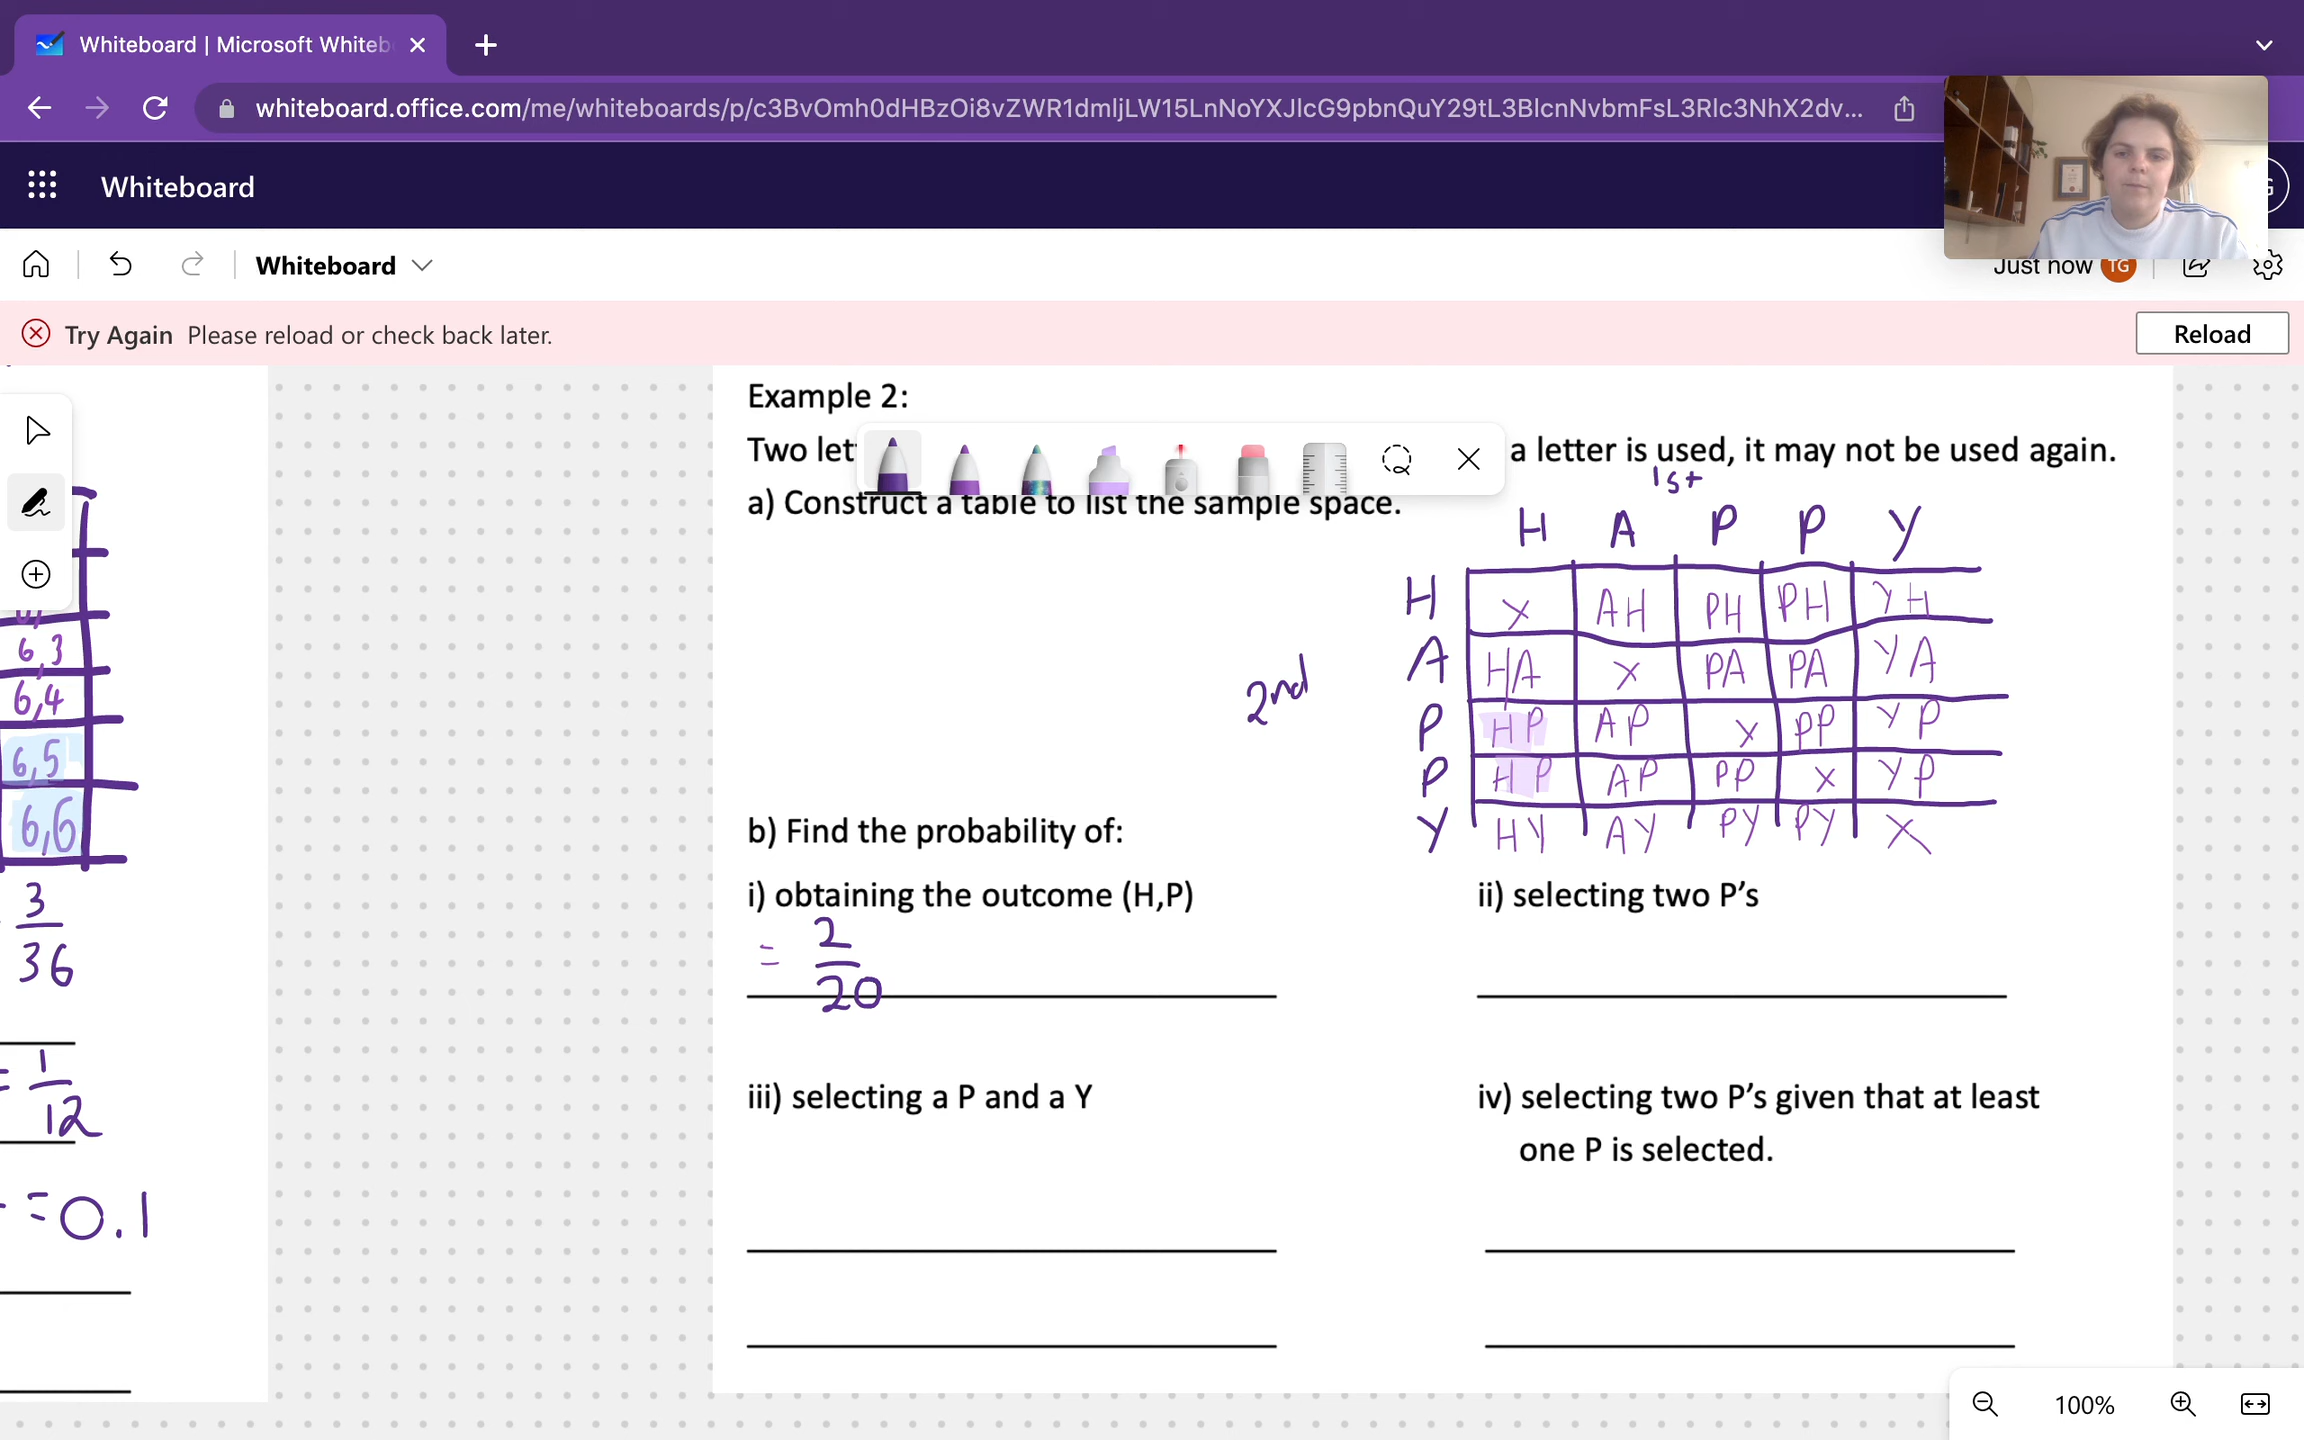 Whiteboard | Microsoft Whiteb
whiteboard.office.com/me/whiteboards/p/c3BvOmh0dHBzOi8vZWR1dmljLW15LnNoYXJlcG9pbnQuY29tL3BlcnNvbmFsL3Rlc3NhX2dv...
Whiteboard
Whiteboard
Just now TG
Try Again Please reload or check back later.
Reload
6,3
6,4
6,5
6,6
3
36
= 1
12
= 0.1
Example 2:
Two let a letter is used, it may not be used again.
a) Construct a table to list the sample space.
1st
H A P P Y
2nd
H X AH PH PH YH
A HA X PA PA YA
P HP AP X PP YP
P HP AP PP X YP
Y HY AY PY PY X
b) Find the probability of:
i) obtaining the outcome (H,P)
= 2
20
ii) selecting two P's
iii) selecting a P and a Y
iv) selecting two P's given that at least
one P is selected.
100%